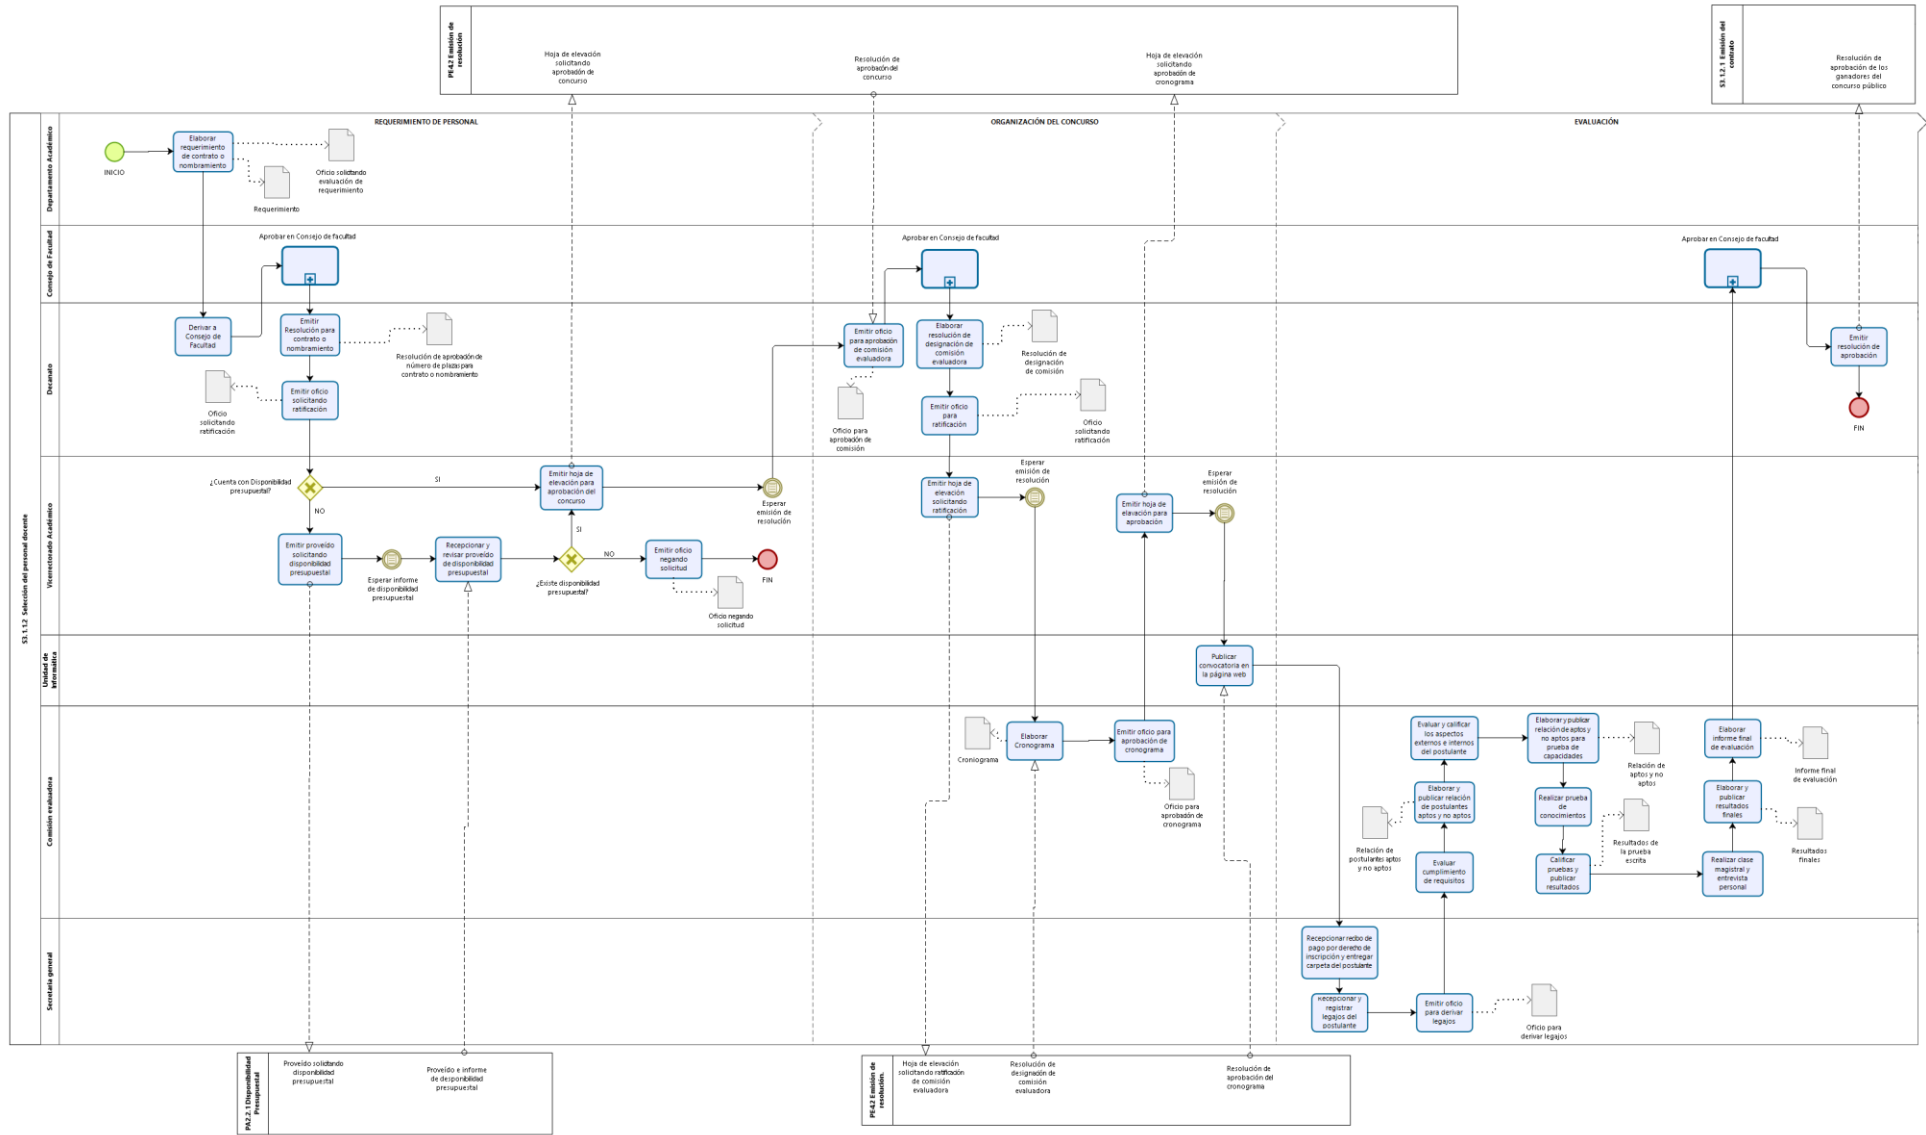 PE4.2 Emisión de
resolución
Hoja de elevación
solicitando
aprobación de
concurso
Resolución de
aprobación del
concurso
Hoja de elevación
solicitando
aprobación de
cronograma
S3.1.2.1 Emisión del
contrato
Resolución de
aprobación de los
ganadores del
concurso público
S3.1.1.2 Selección del personal docente
REQUERIMIENTO DE PERSONAL
ORGANIZACIÓN DEL CONCURSO
EVALUACIÓN
Departamento Académico
INICIO
Elaborar
requerimiento
de contrato o
nombramiento
Oficio solicitando
evaluación de
requerimiento
Requerimiento
Consejo de Facultad
Aprobar en Consejo de facultad
Aprobar en Consejo de facultad
Aprobar en Consejo de facultad
Decanato
Derivar a
Consejo de
Facultad
Emitir
Resolución para
contrato o
nombramiento
Resolución de aprobación de
número de plazas para
contrato o nombramiento
Emitir oficio
solicitando
ratificación
Oficio
solicitando
ratificación
Emitir oficio
para aprobación
de comisión
evaluadora
Oficio para
aprobación de
comisión
Elaborar
resolución de
designación de
comisión
evaluadora
Resolución de
designación
de comisión
Emitir oficio
para
ratificación
Oficio
solicitando
ratificación
Emitir
resolución de
aprobación
FIN
Vicerrectorado Académico
¿Cuenta con Disponibilidad
presupuestal?
SI
NO
Emitir hoja de
elevación para
aprobación del
concurso
Esperar
emisión de
resolución
Emitir proveído
solicitando
disponibilidad
presupuestal
Esperar informe
de disponibilidad
presupuestal
Recepcionar y
revisar proveído
de disponibilidad
presupuestal
SI
¿Existe disponibilidad
presupuestal?
NO
Emitir oficio
negando
solicitud
Oficio negando
solicitud
FIN
Emitir hoja de
elevación
solicitando
ratificación
Esperar
emisión de
resolución
Emitir hoja de
elevación para
aprobación
Esperar
emisión de
resolución
Unidad de
Informática
Publicar
convocatoria en
la página web
Comisión evaluadora
Croniograma
Elaborar
Cronograma
Emitir oficio para
aprobación de
cronograma
Oficio para
aprobación de
cronograma
Evaluar y calificar
los aspectos
externos e internos
del postulante
Elaborar y publicar
relación de aptos y
no aptos para
prueba de
capacidades
Relación de
aptos y no
aptos
Elaborar
informe final
de evaluación
Informe final
de evaluación
Elaborar y
publicar relación
de postulantes
aptos y no aptos
Relación de
postulantes aptos
y no aptos
Realizar prueba
de
conocimientos
Resultados de
la prueba
escrita
Elaborar y
publicar
resultados
finales
Resultados
finales
Evaluar
cumplimiento
de requisitos
Calificar
pruebas y
publicar
resultados
Realizar clase
magistral y
entrevista
personal
Secretaria general
Recepcionar recibo de
pago por derecho de
inscripción y entregar
carpeta del postulante
Recepcionar y
registrar
legajos del
postulante
Emitir oficio
para derivar
legajos
Oficio para
derivar legajos
PA2.2.1 Disponibilidad
Presupuestal
Proveído solicitando
disponibilidad
presupuestal
Proveído e informe
de desponibilidad
presupuestal
PE4.2 Emisión de
resolución.
Hoja de elevación
solicitando ratificación
de comisión
evaluadora
Resolución de
designación de
comisión
evaluadora
Resolución de
aprobación del
cronograma